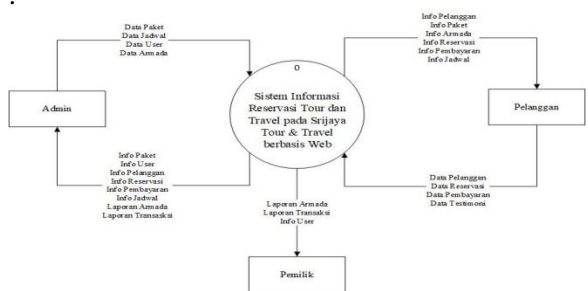 Data Paket
Data Jadwal
Data User
Data Armada
Info Pelanggan
Info Paket
Info Armada
Info Reservasi
Info Pembayaran
Info Jadwal
0
Sistem Informasi
Reservasi Tour dan
Travel pada Srijaya
Tour & Travel
berbasis Web
Admin
Pelanggan
Info Paket
Info User
Info Pelanggan
Info Reservasi
Info Pembayaran
Info Jadwal
Laporan Armada
Laporan Transasksi
Data Pelanggan
Data Reservasi
Data Pembayaran
Data Testimoni
Laporan Armada
Laporan Transaksi
Info User
Pemilik